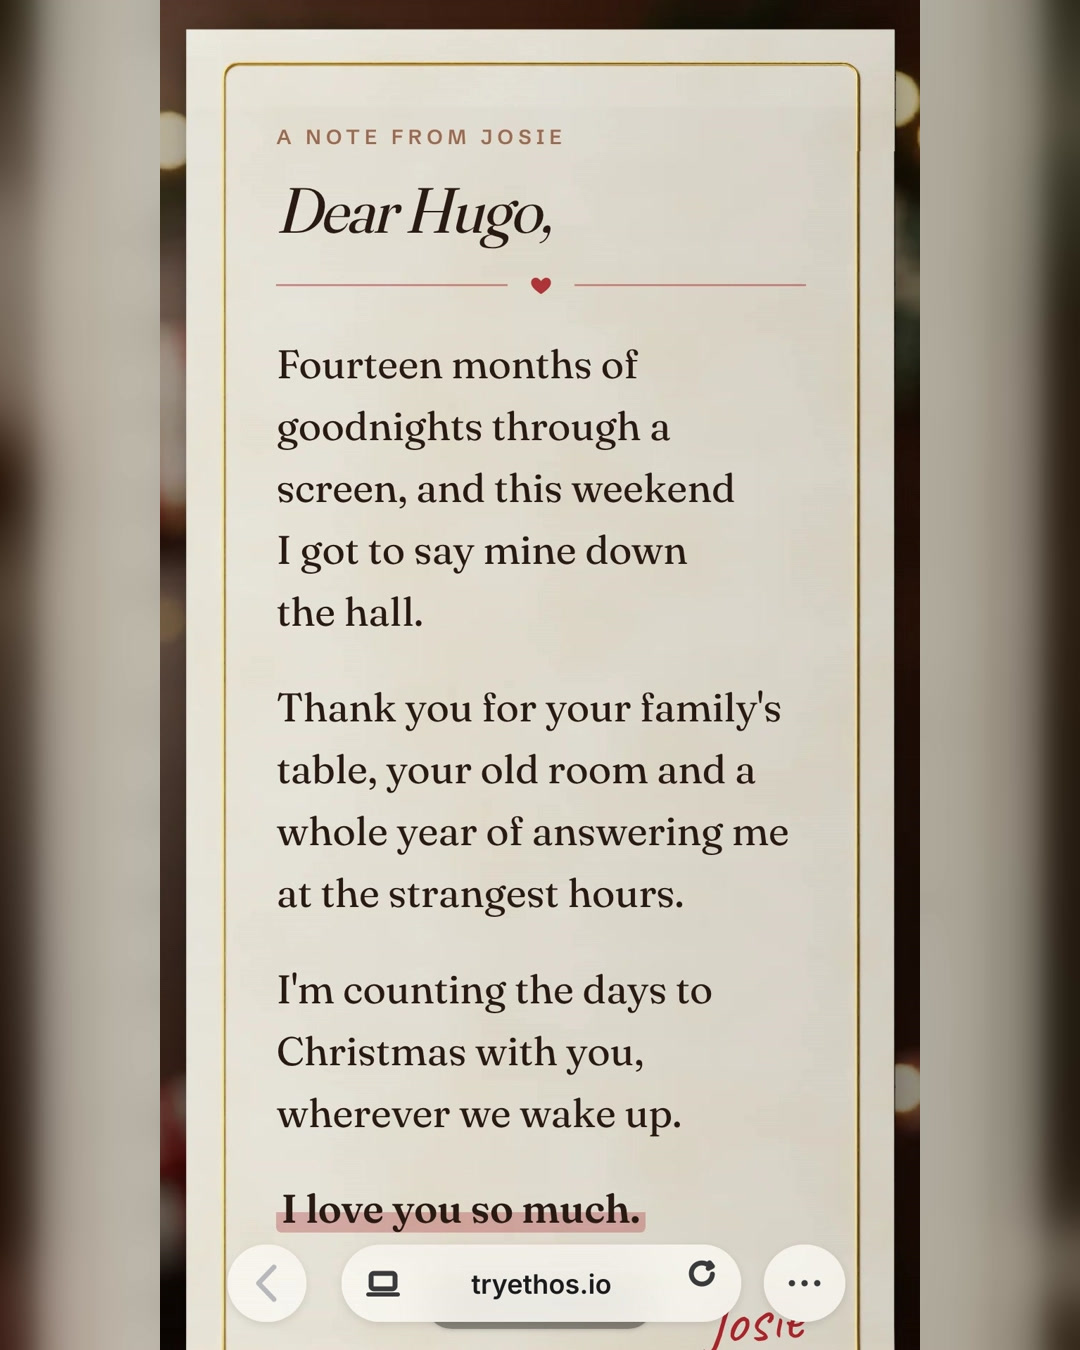 A NOTE FROM JOSIE
Dear Hugo,
Fourteen months of
goodnights through a
screen, and this weekend
I got to say mine down
the hall.
Thank you for your family's
table, your old room and a
whole year of answering me
at the strangest hours.
I'm counting the days to
Christmas with you,
wherever we wake up.
I love you so much.
tryethos.io
Josie